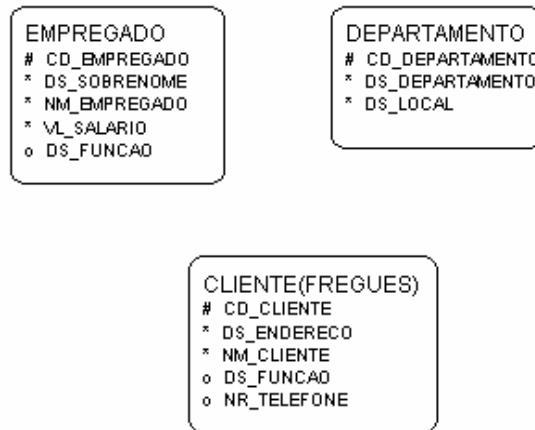 EMPREGADO
# CD_EMPREGADO
* DS_SOBRENOME
* NM_EMPREGADO
* VL_SALARIO
o DS_FUNCAO
DEPARTAMENTO
# CD_DEPARTAMENTO
* DS_DEPARTAMENTO
* DS_LOCAL
CLIENTE(FREGUES)
# CD_CLIENTE
* DS_ENDERECO
* NM_CLIENTE
o DS_FUNCAO
o NR_TELEFONE